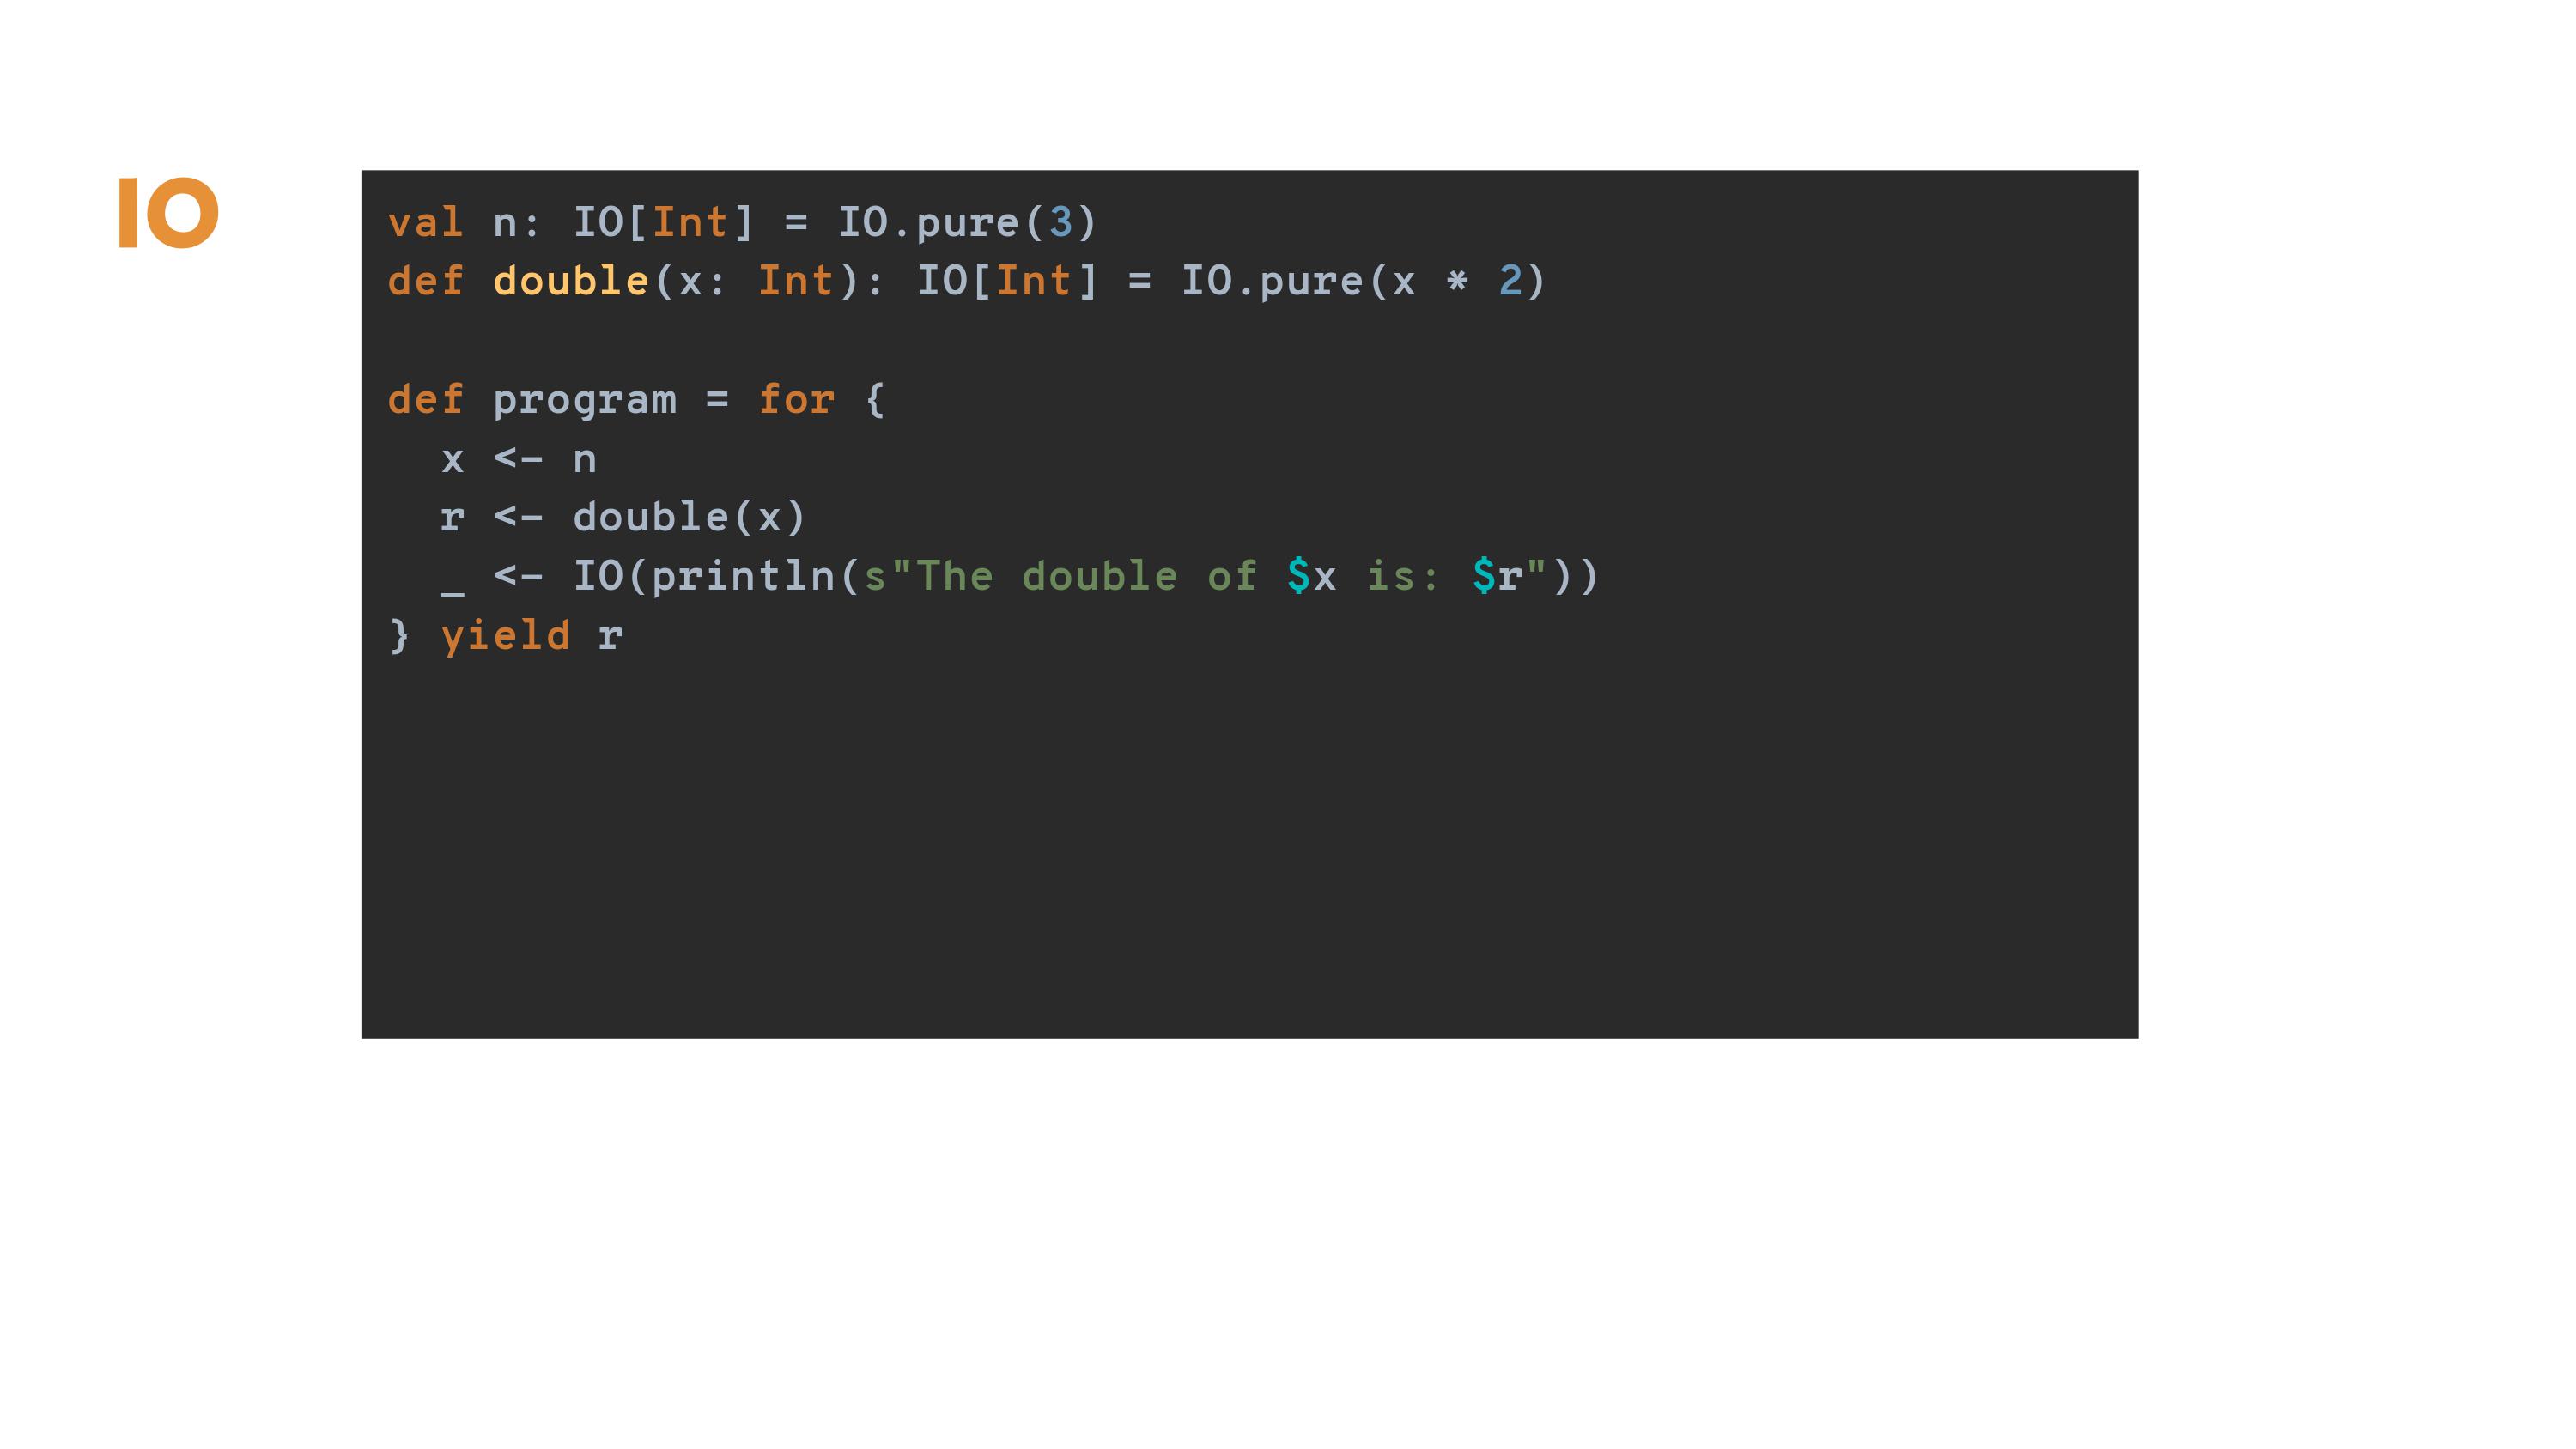 IO
val n: IO[Int] = IO.pure(3)
def double(x: Int): IO[Int] = IO.pure(x * 2)

def program = for {
  x <- n
  r <- double(x)
  _ <- IO(println(s"The double of $x is: $r"))
} yield r